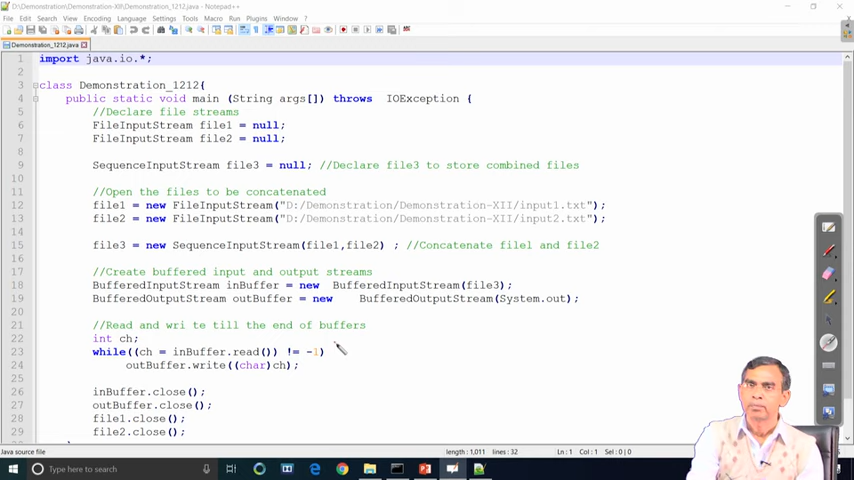 D:\Demonstration\Demonstration-XII\Demonstration_1212.java - Notepad++
File Edit Search View Encoding Language Settings Tools Macro Run Plugins Window ?
Demonstration_1212.java
1 import java.io.*;
2
3 class Demonstration_1212{
4 public static void main (String args[]) throws IOException {
5 //Declare file streams
6 FileInputStream file1 = null;
7 FileInputStream file2 = null;
8
9 SequenceInputStream file3 = null; //Declare file3 to store combined files
10
11 //Open the files to be concatenated
12 file1 = new FileInputStream("D:/Demonstration/Demonstration-XII/input1.txt");
13 file2 = new FileInputStream("D:/Demonstration/Demonstration-XII/input2.txt");
14
15 file3 = new SequenceInputStream(file1,file2) ; //Concatenate file1 and file2
16
17 //Create buffered input and output streams
18 BufferedInputStream inBuffer = new BufferedInputStream(file3);
19 BufferedOutputStream outBuffer = new BufferedOutputStream(System.out);
20
21 //Read and wri te till the end of buffers
22 int ch;
23 while((ch = inBuffer.read()) != -1)
24 outBuffer.write((char)ch);
25
26 inBuffer.close();
27 outBuffer.close();
28 file1.close();
29 file2.close();
Java source file length : 1,011 lines : 32 Ln : 1 Col : 1 Sel : 0 | 0
Type here to search